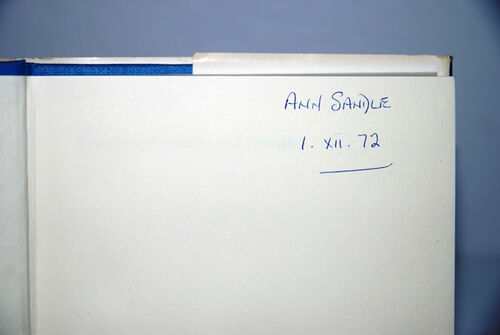 ANN SANDLE
1. xii. 72